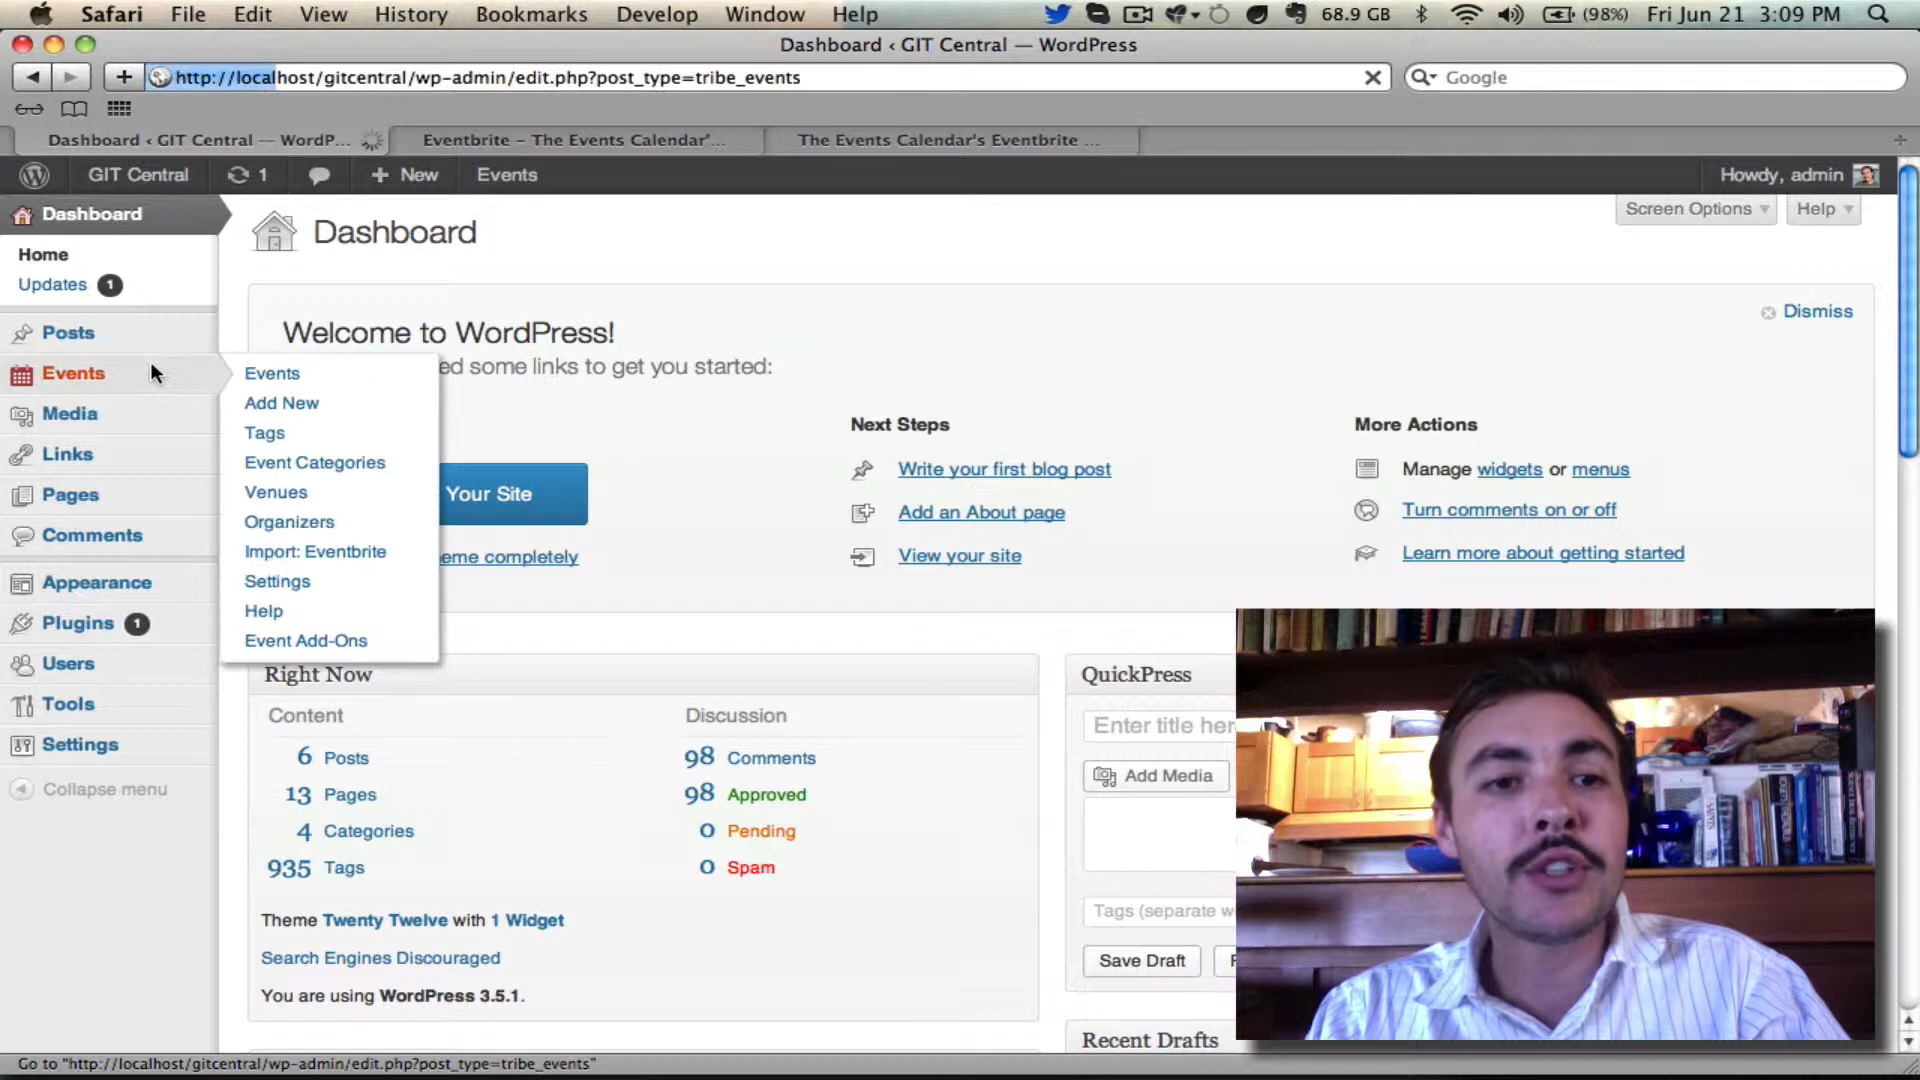 Safari File Edit View History Bookmarks Develop Window Help 68.9 GB (98%) Fri Jun 21 3:09 PM
Dashboard ‹ GIT Central — WordPress
http://localhost/gitcentral/wp-admin/edit.php?post_type=tribe_events
Google
Dashboard ‹ GIT Central — WordP...
Eventbrite – The Events Calendar'...
The Events Calendar's Eventbrite ...
GIT Central 1 + New Events Howdy, admin
Dashboard
Home
Updates 1
Posts
Events
Media
Links
Pages
Comments
Appearance
Plugins 1
Users
Tools
Settings
Collapse menu
Events
Add New
Tags
Event Categories
Venues
Organizers
Import: Eventbrite
Settings
Help
Event Add-Ons
Dashboard
Screen Options
Help
Welcome to WordPress!
Dismiss
ed some links to get you started:
Your Site
eme completely
Next Steps
Write your first blog post
Add an About page
View your site
More Actions
Manage widgets or menus
Turn comments on or off
Learn more about getting started
Right Now
Content
6 Posts
13 Pages
4 Categories
935 Tags
Discussion
98 Comments
98 Approved
0 Pending
0 Spam
Theme Twenty Twelve with 1 Widget
Search Engines Discouraged
You are using WordPress 3.5.1.
QuickPress
Enter title her
Add Media
Tags (separate w
Save Draft
Recent Drafts
Go to "http://localhost/gitcentral/wp-admin/edit.php?post_type=tribe_events"